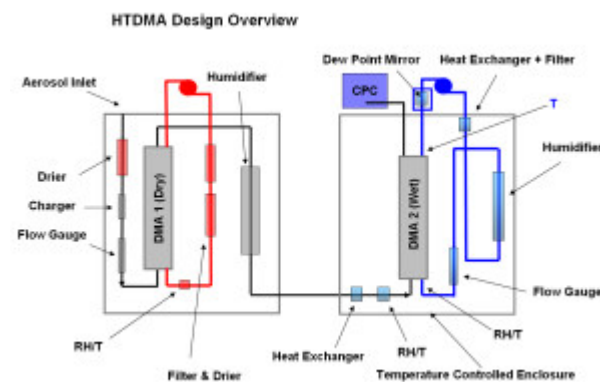 HTDMA Design Overview
Dew Point Mirror
Heat Exchanger + Filter
Aerosol Inlet
Humidifier
CPC
T
Drier
Charger
Flow Gauge
DMA 1 (Dry)
DMA 2 (Wet)
Humidifier
Flow Gauge
RH/T
Filter & Drier
Heat Exchanger
RH/T
RH/T
Temperature Controlled Enclosure